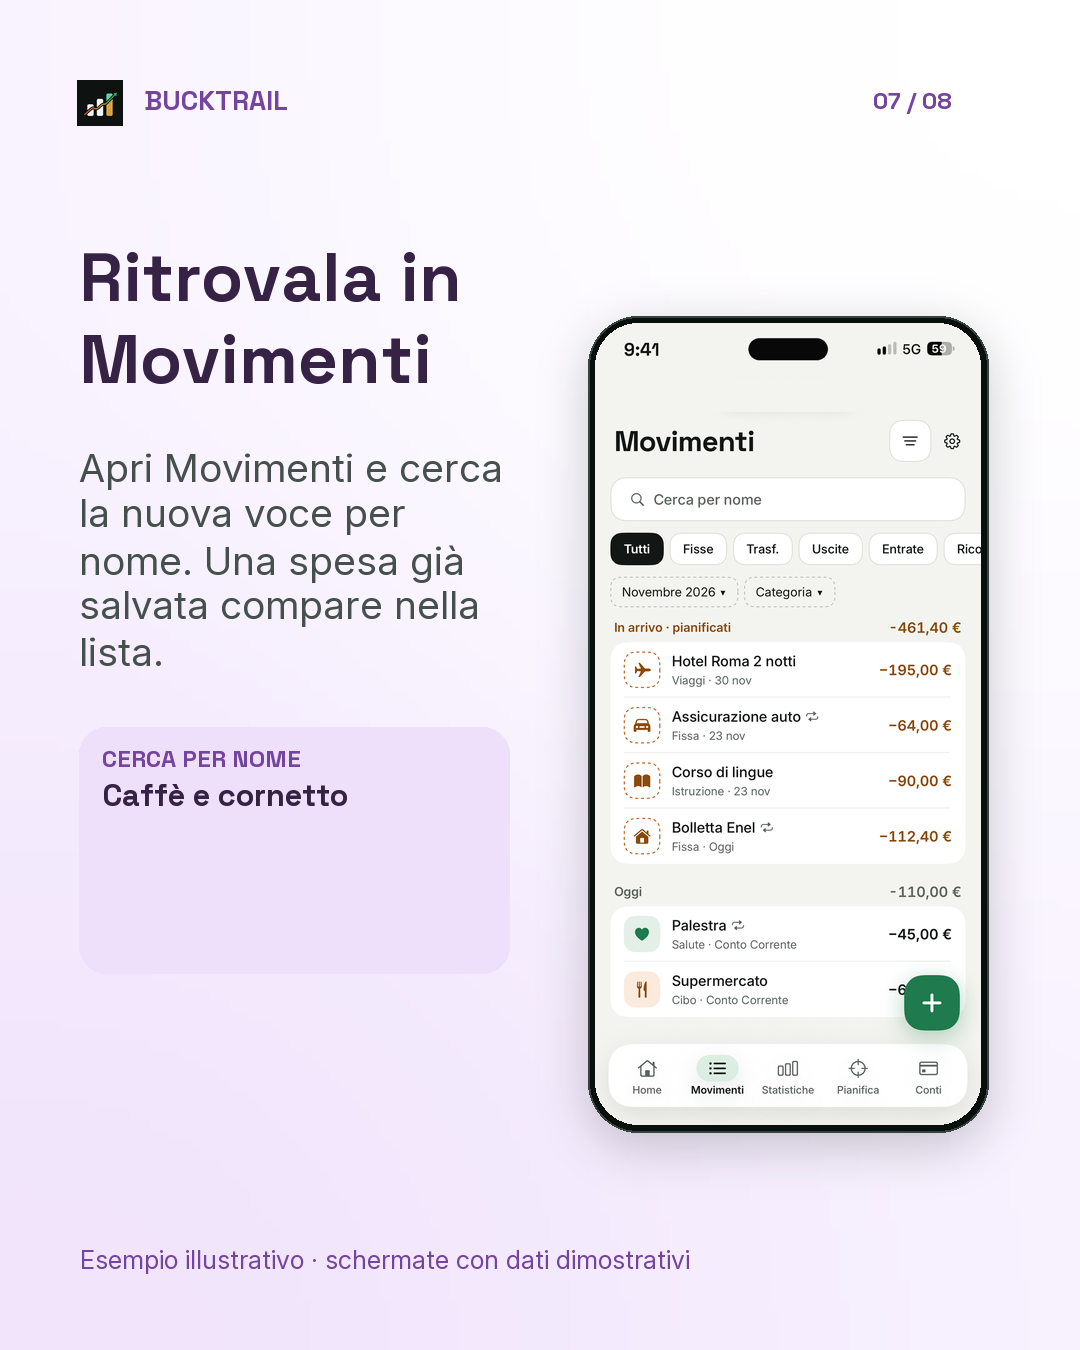 BUCKTRAIL
07 / 08
Ritrovala in
Movimenti
Apri Movimenti e cerca
la nuova voce per
nome. Una spesa già
salvata compare nella
lista.
CERCA PER NOME
Caffè e cornetto
9:41
5G 59
Movimenti
Cerca per nome
Tutti Fisse Trasf. Uscite Entrate Rico
Novembre 2026 ▾ Categoria ▾
In arrivo · pianificati -461,40 €
Hotel Roma 2 notti
Viaggi · 30 nov
−195,00 €
Assicurazione auto
Fissa · 23 nov
−64,00 €
Corso di lingue
Istruzione · 23 nov
−90,00 €
Bolletta Enel
Fissa · Oggi
−112,40 €
Oggi -110,00 €
Palestra
Salute · Conto Corrente
−45,00 €
Supermercato
Cibo · Conto Corrente
−6
Home Movimenti Statistiche Pianifica Conti
Esempio illustrativo · schermate con dati dimostrativi